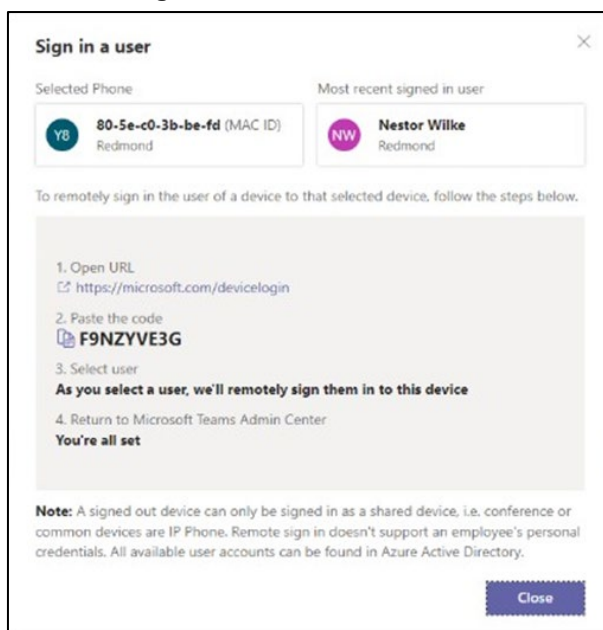 Sign in a user
Selected Phone
Most recent signed in user
Y8
80-5e-c0-3b-be-fd (MAC ID)
Redmond
NW
Nestor Wilke
Redmond
To remotely sign in the user of a device to that selected device, follow the steps below.
1. Open URL
https://microsoft.com/devicelogin
2. Paste the code
F9NZYVE3G
3. Select user
As you select a user, we'll remotely sign them in to this device
4. Return to Microsoft Teams Admin Center
You're all set
Note: A signed out device can only be signed in as a shared device, i.e. conference or
common devices are IP Phone. Remote sign in doesn't support an employee's personal
credentials. All available user accounts can be found in Azure Active Directory.
Close